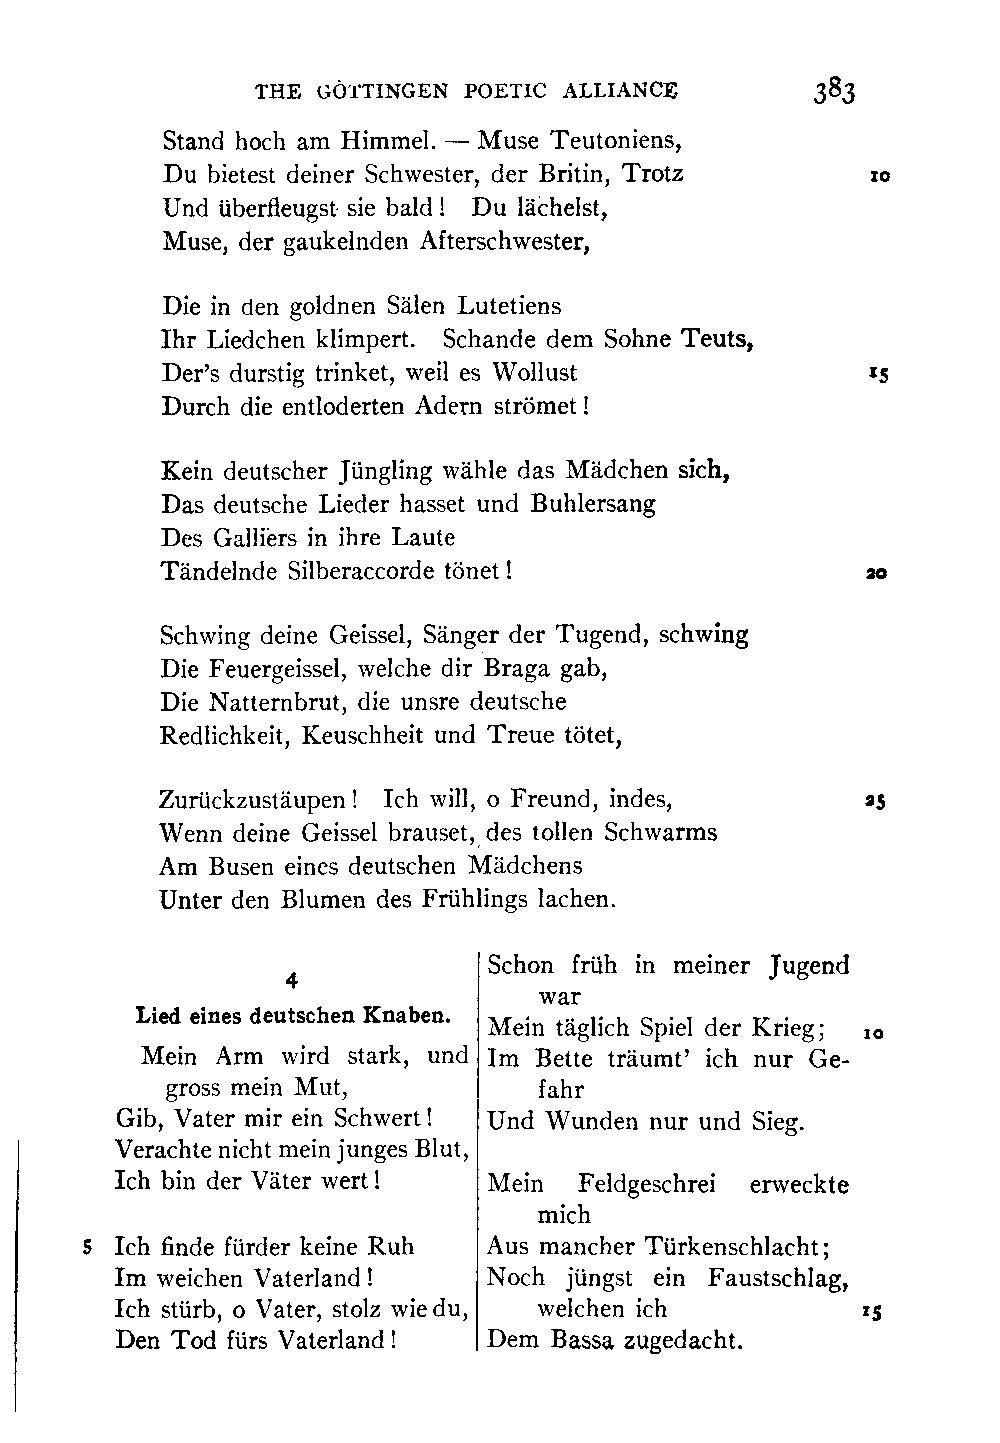 THE GÖTTINGEN POETIC ALLIANCE 383
Stand hoch am Himmel. — Muse Teutoniens,
Du bietest deiner Schwester, der Britin, Trotz 10
Und überfleugst sie bald! Du lächelst,
Muse, der gaukelnden Afterschwester,
Die in den goldnen Sälen Lutetiens
Ihr Liedchen klimpert. Schande dem Sohne Teuts,
Der's durstig trinket, weil es Wollust 15
Durch die entloderten Adern strömet!
Kein deutscher Jüngling wähle das Mädchen sich,
Das deutsche Lieder hasset und Buhlersang
Des Galliers in ihre Laute
Tändelnde Silberaccorde tönet! 20
Schwing deine Geissel, Sänger der Tugend, schwing
Die Feuergeissel, welche dir Braga gab,
Die Natternbrut, die unsre deutsche
Redlichkeit, Keuschheit und Treue tötet,
Zurückzustäupen! Ich will, o Freund, indes, 25
Wenn deine Geissel brauset, des tollen Schwarms
Am Busen eines deutschen Mädchens
Unter den Blumen des Frühlings lachen.
4
Lied eines deutschen Knaben.
Mein Arm wird stark, und
gross mein Mut,
Gib, Vater mir ein Schwert!
Verachte nicht mein junges Blut,
Ich bin der Väter wert!
5 Ich finde fürder keine Ruh
Im weichen Vaterland!
Ich stürb, o Vater, stolz wie du,
Den Tod fürs Vaterland!
Schon früh in meiner Jugend
war
Mein täglich Spiel der Krieg; 10
Im Bette träumt' ich nur Ge-
fahr
Und Wunden nur und Sieg.
Mein Feldgeschrei erweckte
mich
Aus mancher Türkenschlacht;
Noch jüngst ein Faustschlag,
welchen ich 15
Dem Bassa zugedacht.